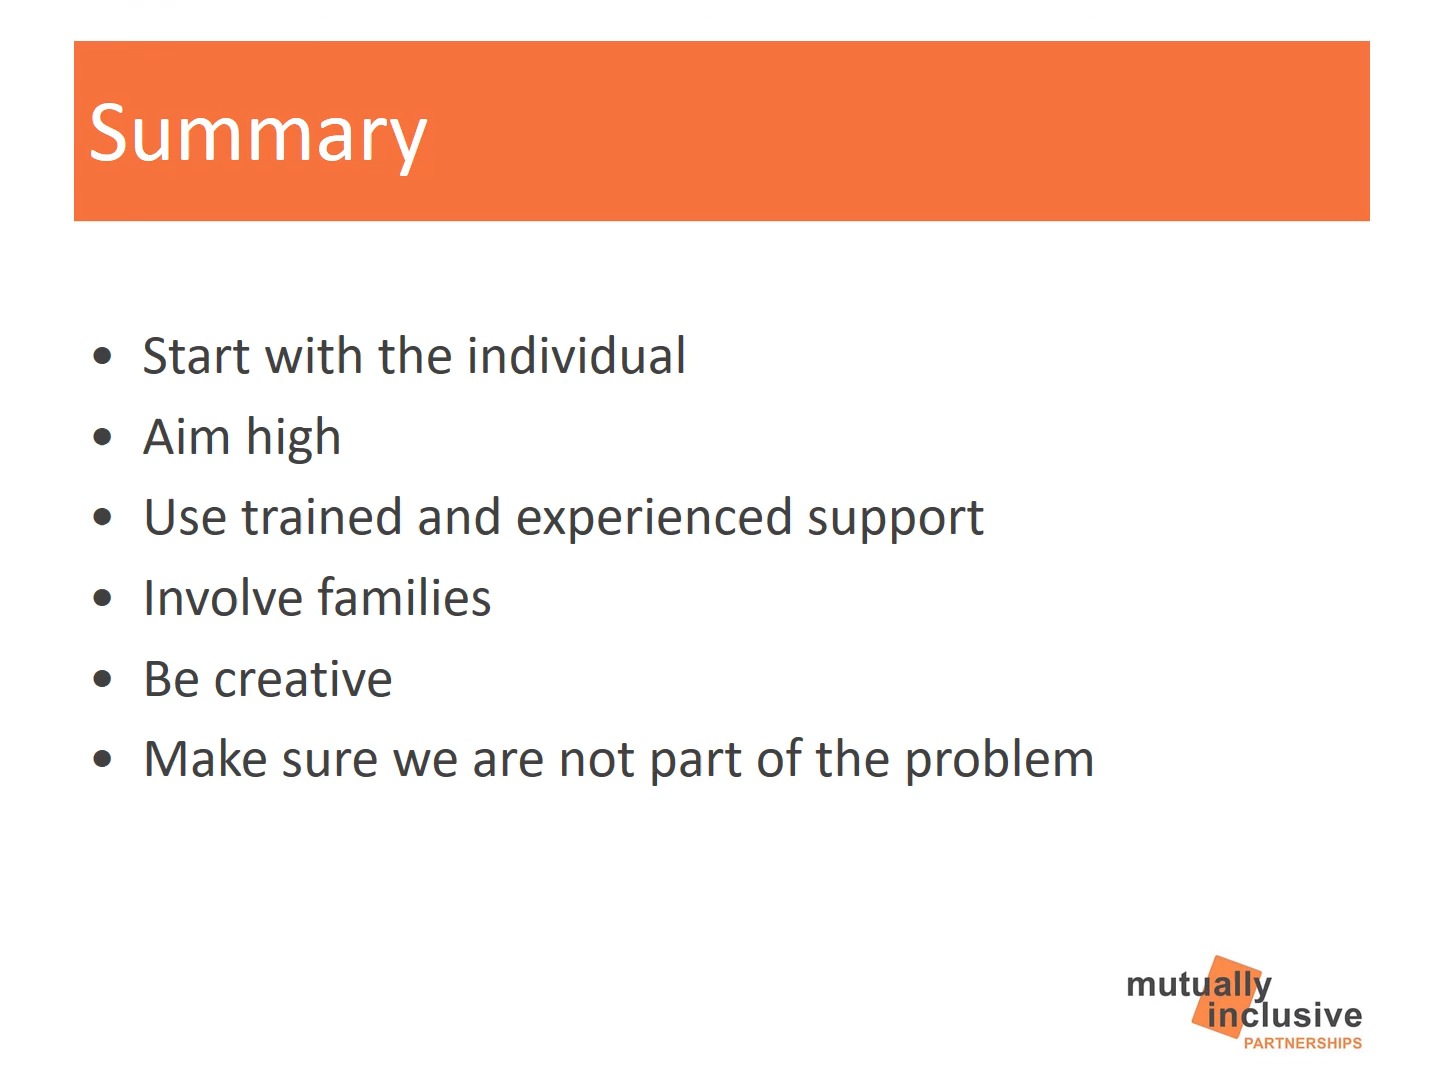 Summary
• Start with the individual
• Aim high
• Use trained and experienced support
• Involve families
• Be creative
• Make sure we are not part of the problem
mutually
inclusive
PARTNERSHIPS